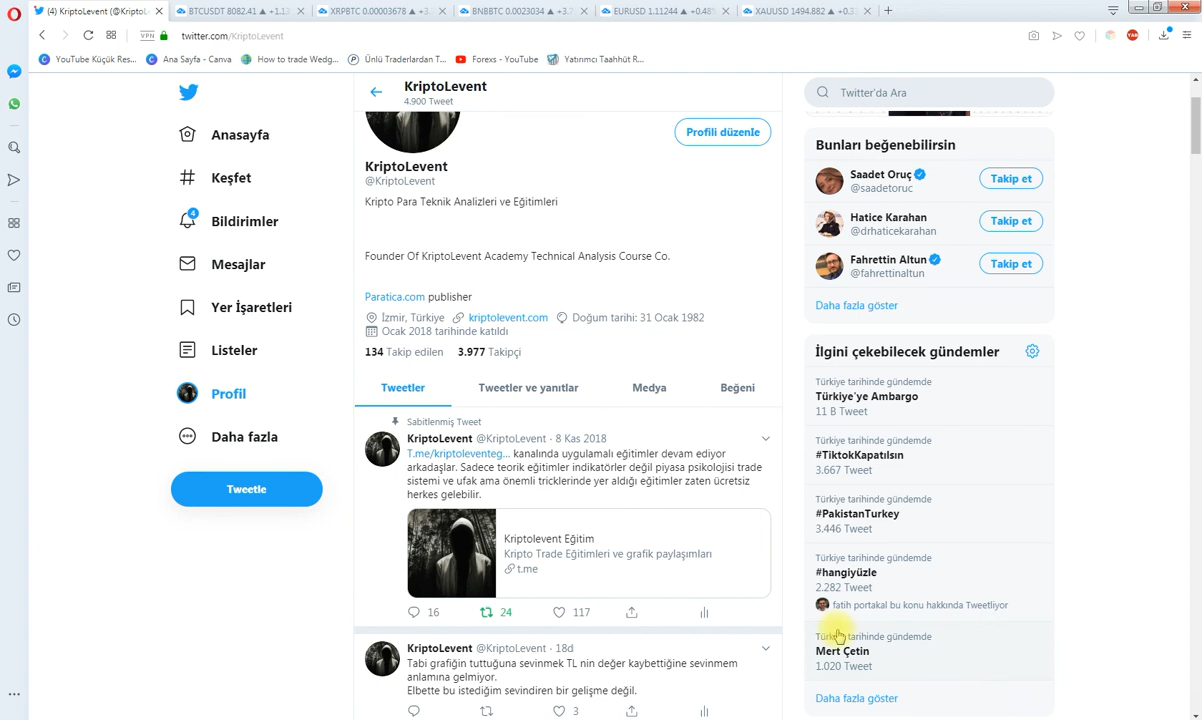 (4) KriptoLevent (@KriptoL
BTCUSDT 8082.41 ▲ +1.1
XRPBTC 0.00003678 ▲ +3.
BNBBTC 0.0023034 ▲ +3.
EURUSD 1.11244 ▲ +0.48
XAUUSD 1494.882 ▲ +0.3
VPN
twitter.com/KriptoLevent
YouTube Küçük Res...
Ana Sayfa - Canva
How to trade Wedg...
Ünlü Traderlardan T...
Forexs - YouTube
Yatırımcı Taahhüt R...
Anasayfa
Keşfet
4
Bildirimler
Mesajlar
Yer İşaretleri
Listeler
Profil
Daha fazla
Tweetle
KriptoLevent
4.900 Tweet
Profili düzenle
KriptoLevent
@KriptoLevent
Kripto Para Teknik Analizleri ve Eğitimleri
Founder Of KriptoLevent Academy Technical Analysis Course Co.
Paratica.com publisher
İzmir, Türkiye kriptolevent.com Doğum tarihi: 31 Ocak 1982
Ocak 2018 tarihinde katıldı
134 Takip edilen 3.977 Takipçi
Tweetler Tweetler ve yanıtlar Medya Beğeni
Sabitlenmiş Tweet
KriptoLevent @KriptoLevent · 8 Kas 2018
T.me/kriptoleventeg... kanalında uygulamalı eğitimler devam ediyor
arkadaşlar. Sadece teorik eğitimler indikatörler değil piyasa psikolojisi trade
sistemi ve ufak ama önemli tricklerinde yer aldığı eğitimler zaten ücretsiz
herkes gelebilir.
Kriptolevent Eğitim
Kripto Trade Eğitimleri ve grafik paylaşımları
t.me
16 24 117
KriptoLevent @KriptoLevent · 18d
Tabi grafiğin tuttuğuna sevinmek TL nin değer kaybettiğine sevinmem
anlamına gelmiyor.
Elbette bu istediğim sevindiren bir gelişme değil.
3
Twitter'da Ara
Bunları beğenebilirsin
Saadet Oruç
@saadetoruc
Takip et
Hatice Karahan
@drhaticekarahan
Takip et
Fahrettin Altun
@fahrettinaltun
Takip et
Daha fazla göster
İlgini çekebilecek gündemler
Türkiye tarihinde gündemde
Türkiye'ye Ambargo
11 B Tweet
Türkiye tarihinde gündemde
#TiktokKapatılsın
3.667 Tweet
Türkiye tarihinde gündemde
#PakistanTurkey
3.446 Tweet
Türkiye tarihinde gündemde
#hangiyüzle
2.282 Tweet
fatih portakal bu konu hakkında Tweetliyor
Türkiye tarihinde gündemde
Mert Çetin
1.020 Tweet
Daha fazla göster